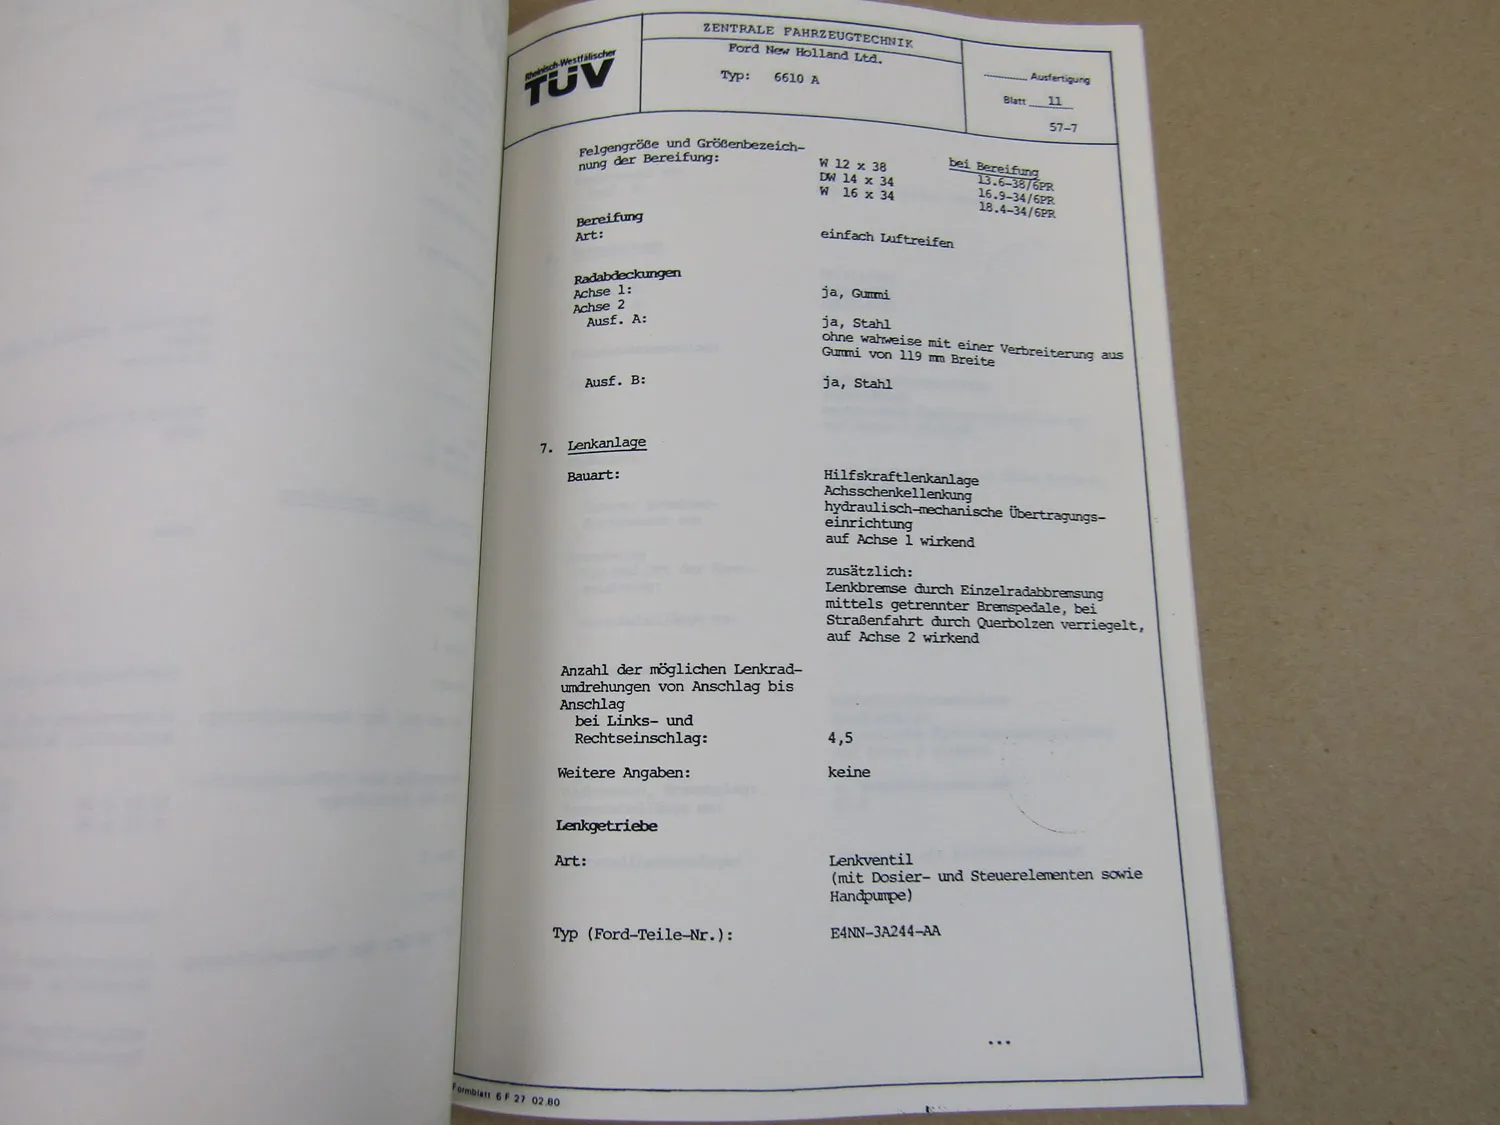 Rheinisch-Westfälischer
TÜV
ZENTRALE FAHRZEUGTECHNIK
Ford New Holland Ltd.
Typ: 6610 A
Ausfertigung
Blatt 11
57-7
Felgengröße und Größenbezeich-
nung der Bereifung:
W 12 x 38
DW 14 x 34
W 16 x 34
bei Bereifung
13.6-38/6PR
16.9-34/6PR
18.4-34/6PR
Bereifung
Art: einfach Luftreifen
Radabdeckungen
Achse 1: ja, Gummi
Achse 2
Ausf. A: ja, Stahl
ohne wahweise mit einer Verbreiterung aus
Gummi von 119 mm Breite
Ausf. B: ja, Stahl
7. Lenkanlage
Bauart: Hilfskraftlenkanlage
Achsschenkellenkung
hydraulisch-mechanische Übertragungs-
einrichtung
auf Achse 1 wirkend
zusätzlich:
Lenkbremse durch Einzelradabbremsung
mittels getrennter Bremspedale, bei
Straßenfahrt durch Querbolzen verriegelt,
auf Achse 2 wirkend
Anzahl der möglichen Lenkrad-
umdrehungen von Anschlag bis
Anschlag
bei Links- und
Rechtseinschlag: 4,5
Weitere Angaben: keine
Lenkgetriebe
Art: Lenkventil
(mit Dosier- und Steuerelementen sowie
Handpumpe)
Typ (Ford-Teile-Nr.): E4NN-3A244-AA
...
Formblatt 6 F 27 02.80